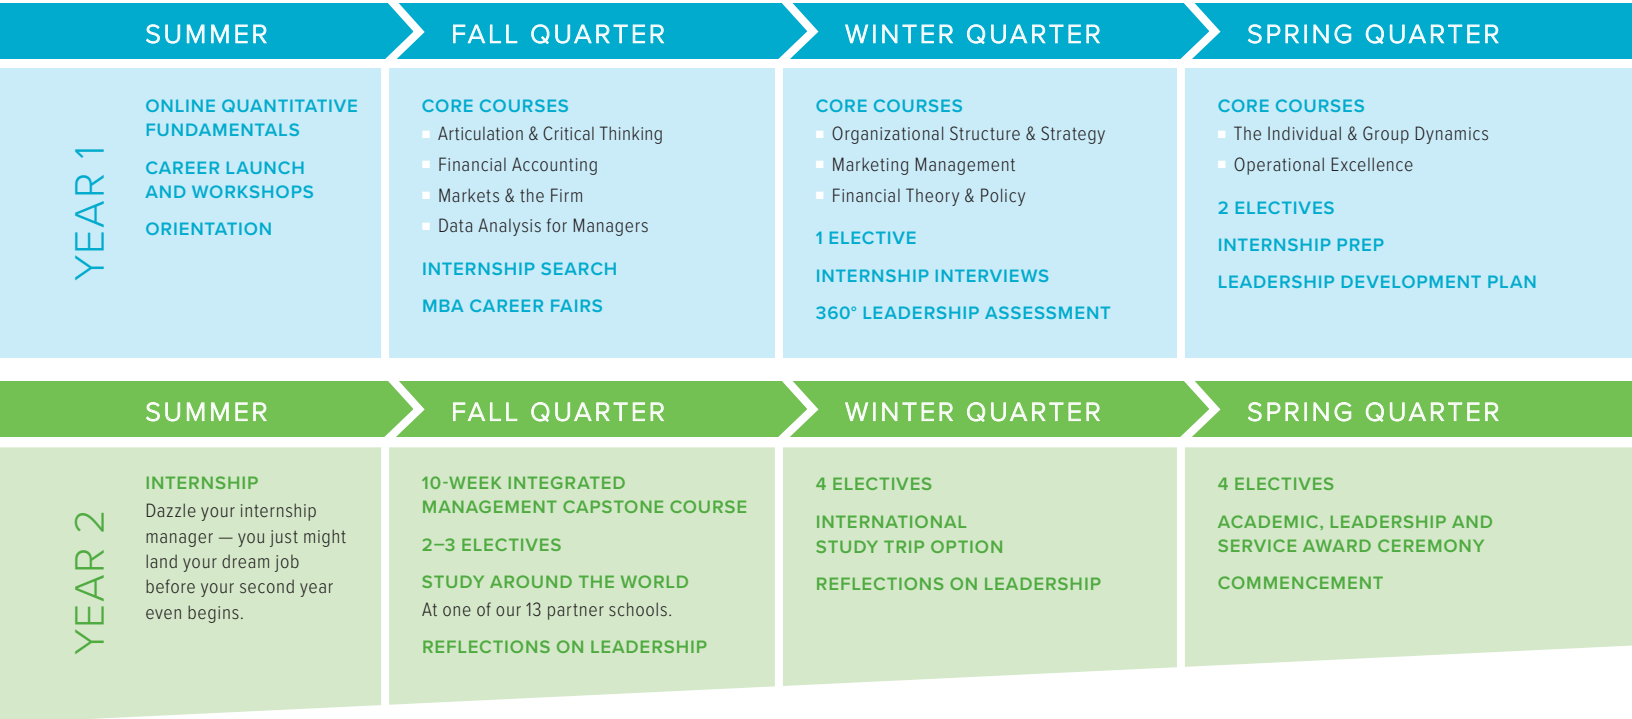 SUMMER
FALL QUARTER
WINTER QUARTER
SPRING QUARTER
YEAR 1
ONLINE QUANTITATIVE
FUNDAMENTALS
CAREER LAUNCH
AND WORKSHOPS
ORIENTATION
CORE COURSES
Articulation & Critical Thinking
Financial Accounting
Markets & the Firm
Data Analysis for Managers
INTERNSHIP SEARCH
MBA CAREER FAIRS
CORE COURSES
Organizational Structure & Strategy
Marketing Management
Financial Theory & Policy
1 ELECTIVE
INTERNSHIP INTERVIEWS
360° LEADERSHIP ASSESSMENT
CORE COURSES
The Individual & Group Dynamics
Operational Excellence
2 ELECTIVES
INTERNSHIP PREP
LEADERSHIP DEVELOPMENT PLAN
SUMMER
FALL QUARTER
WINTER QUARTER
SPRING QUARTER
YEAR 2
INTERNSHIP
Dazzle your internship
manager — you just might
land your dream job
before your second year
even begins.
10-WEEK INTEGRATED
MANAGEMENT CAPSTONE COURSE
2–3 ELECTIVES
STUDY AROUND THE WORLD
At one of our 13 partner schools.
REFLECTIONS ON LEADERSHIP
4 ELECTIVES
INTERNATIONAL
STUDY TRIP OPTION
REFLECTIONS ON LEADERSHIP
4 ELECTIVES
ACADEMIC, LEADERSHIP AND
SERVICE AWARD CEREMONY
COMMENCEMENT